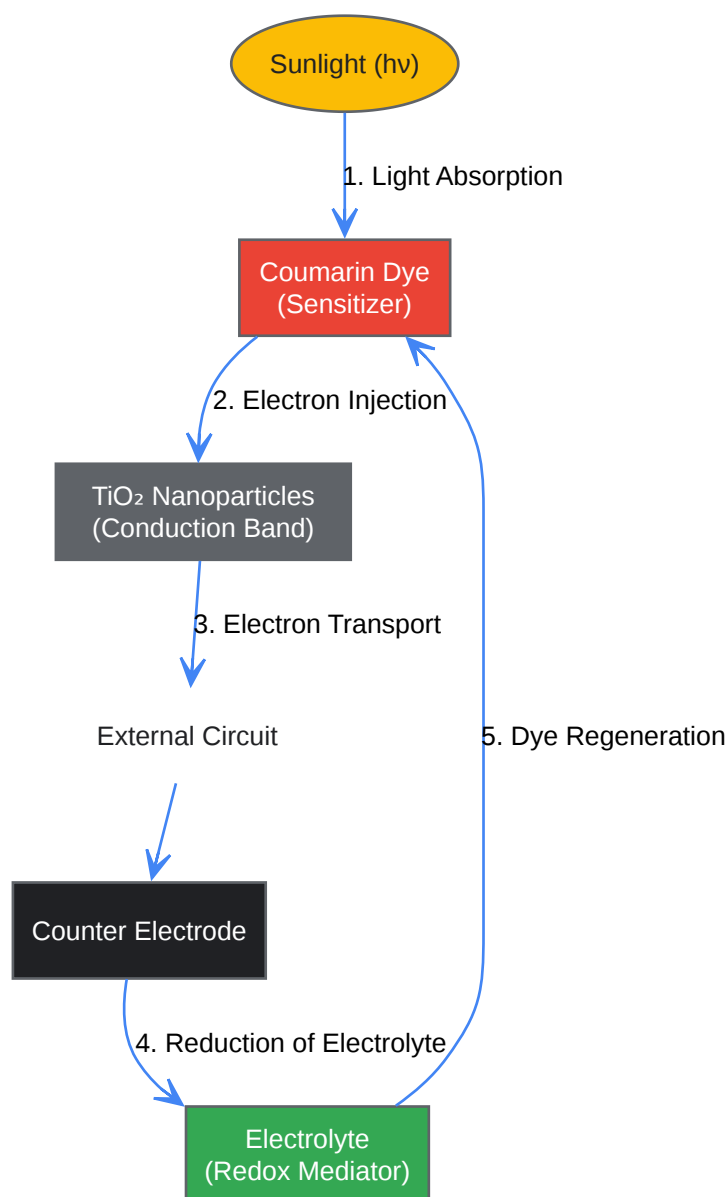 Sunlight (hν)
1. Light Absorption
Coumarin Dye
(Sensitizer)
2. Electron Injection
TiO₂ Nanoparticles
(Conduction Band)
3. Electron Transport
External Circuit
5. Dye Regeneration
Counter Electrode
4. Reduction of Electrolyte
Electrolyte
(Redox Mediator)